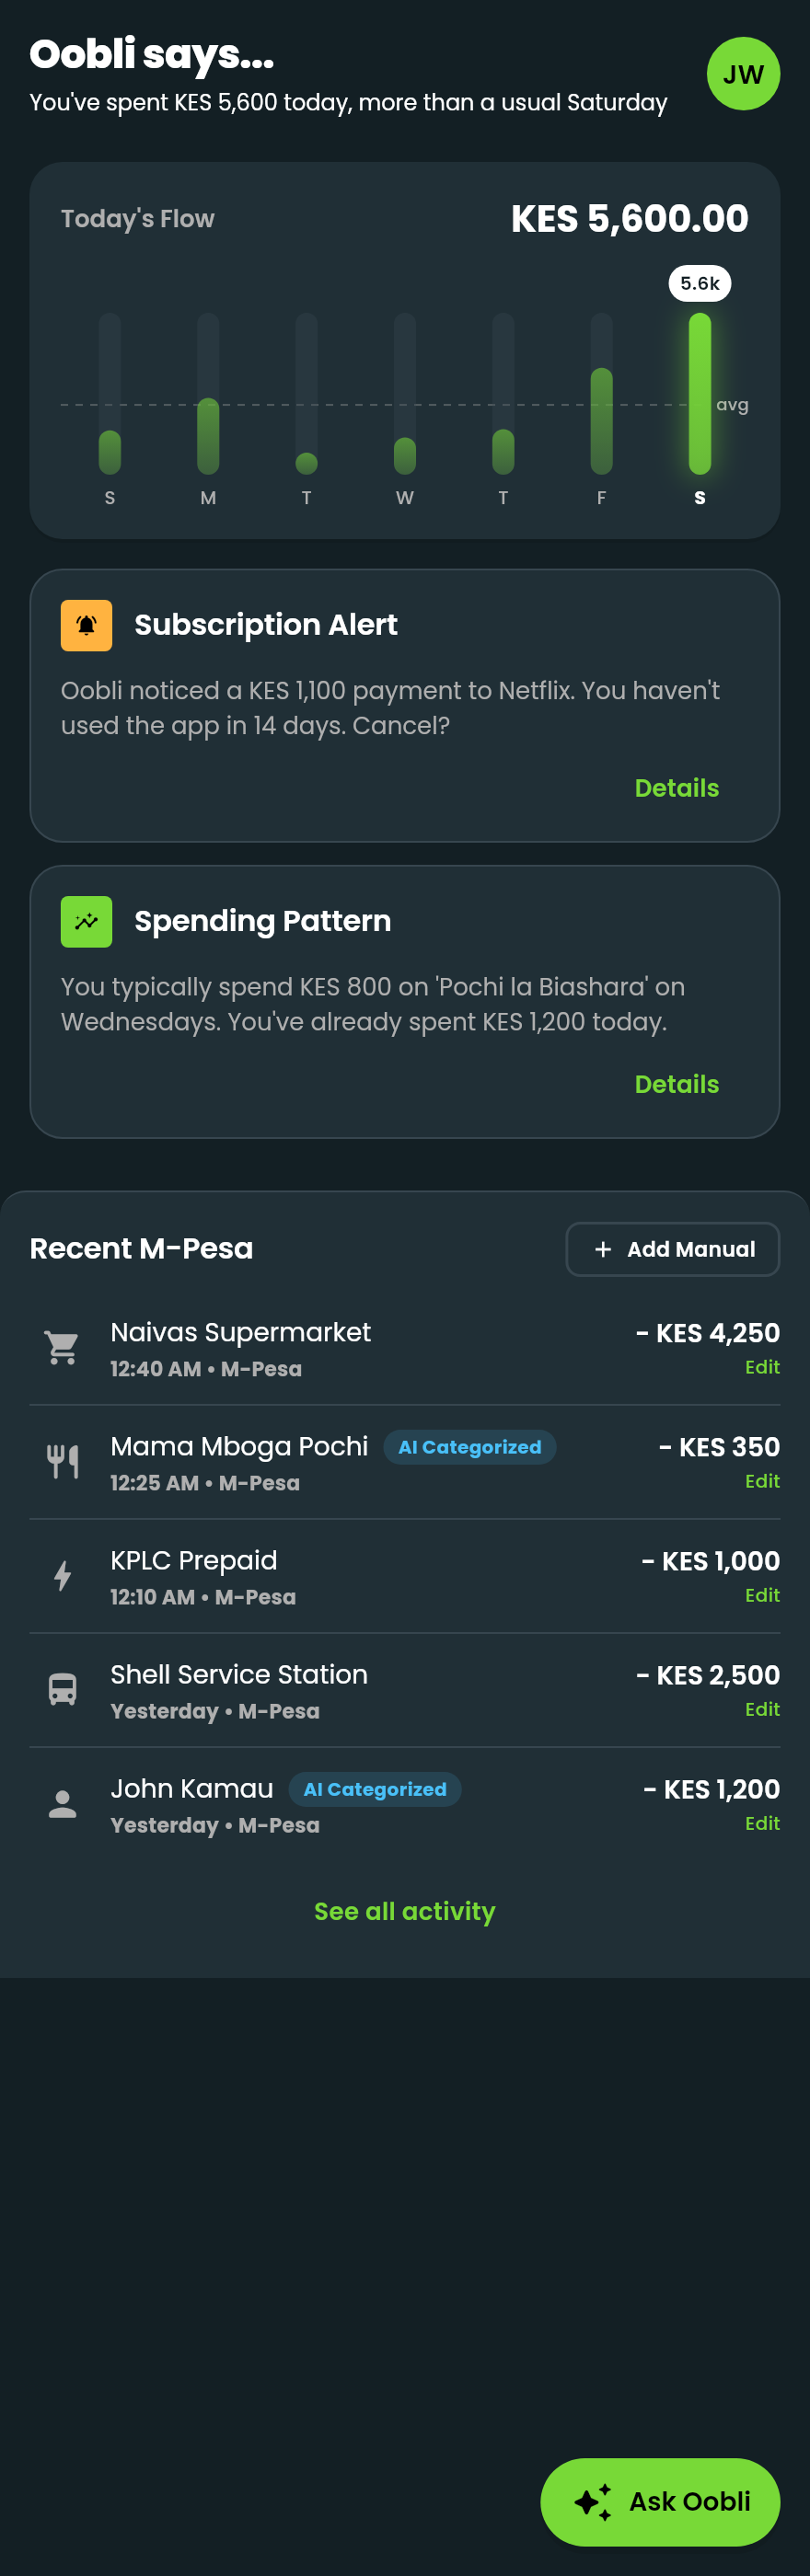 Oobli says...
JW
You've spent KES 5,600 today, more than a usual Saturday
Today's Flow
KES 5,600.00
5.6k
avg
S M T W T F S
Subscription Alert
Oobli noticed a KES 1,100 payment to Netflix. You haven't
used the app in 14 days. Cancel?
Details
Spending Pattern
You typically spend KES 800 on 'Pochi la Biashara' on
Wednesdays. You've already spent KES 1,200 today.
Details
Recent M-Pesa
+ Add Manual
Naivas Supermarket
- KES 4,250
12:40 AM • M-Pesa
Edit
Mama Mboga Pochi
AI Categorized
- KES 350
12:25 AM • M-Pesa
Edit
KPLC Prepaid
- KES 1,000
12:10 AM • M-Pesa
Edit
Shell Service Station
- KES 2,500
Yesterday • M-Pesa
Edit
John Kamau
AI Categorized
- KES 1,200
Yesterday • M-Pesa
Edit
See all activity
Ask Oobli